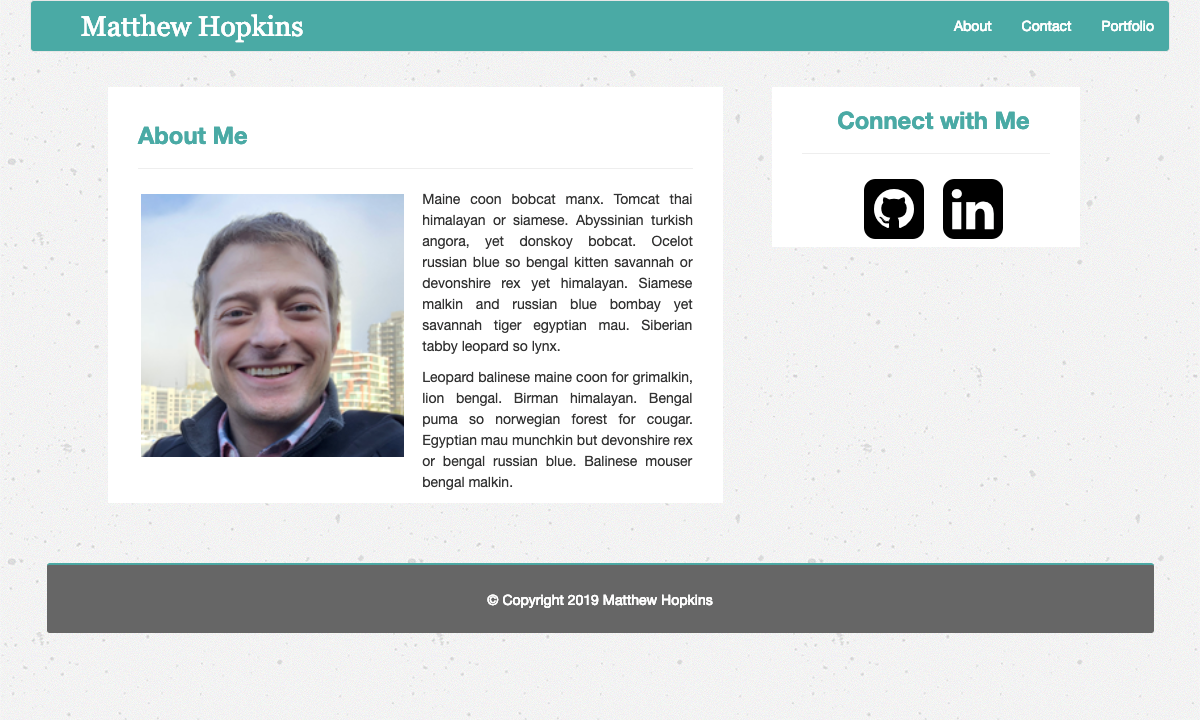 Matthew Hopkins
About Contact Portfolio
About Me
Maine coon bobcat manx. Tomcat thai
himalayan or siamese. Abyssinian turkish
angora, yet donskoy bobcat. Ocelot
russian blue so bengal kitten savannah or
devonshire rex yet himalayan. Siamese
malkin and russian blue bombay yet
savannah tiger egyptian mau. Siberian
tabby leopard so lynx.
Leopard balinese maine coon for grimalkin,
lion bengal. Birman himalayan. Bengal
puma so norwegian forest for cougar.
Egyptian mau munchkin but devonshire rex
or bengal russian blue. Balinese mouser
bengal malkin.
Connect with Me
in
© Copyright 2019 Matthew Hopkins